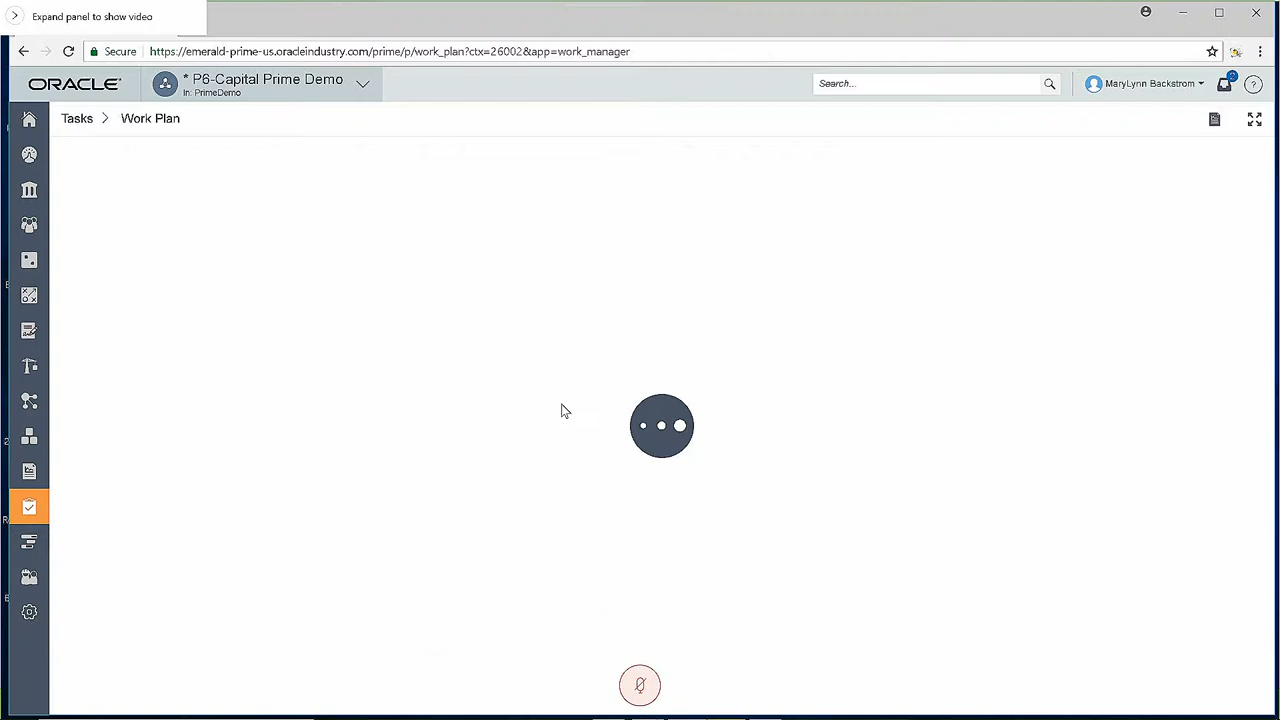 Expand panel to show video
Secure https://emerald-prime-us.oracleindustry.com/prime/p/work_plan?ctx=26002&app=work_manager
ORACLE
* P6-Capital Prime Demo
In: PrimeDemo
Search...
MaryLynn Backstrom
?
Tasks > Work Plan